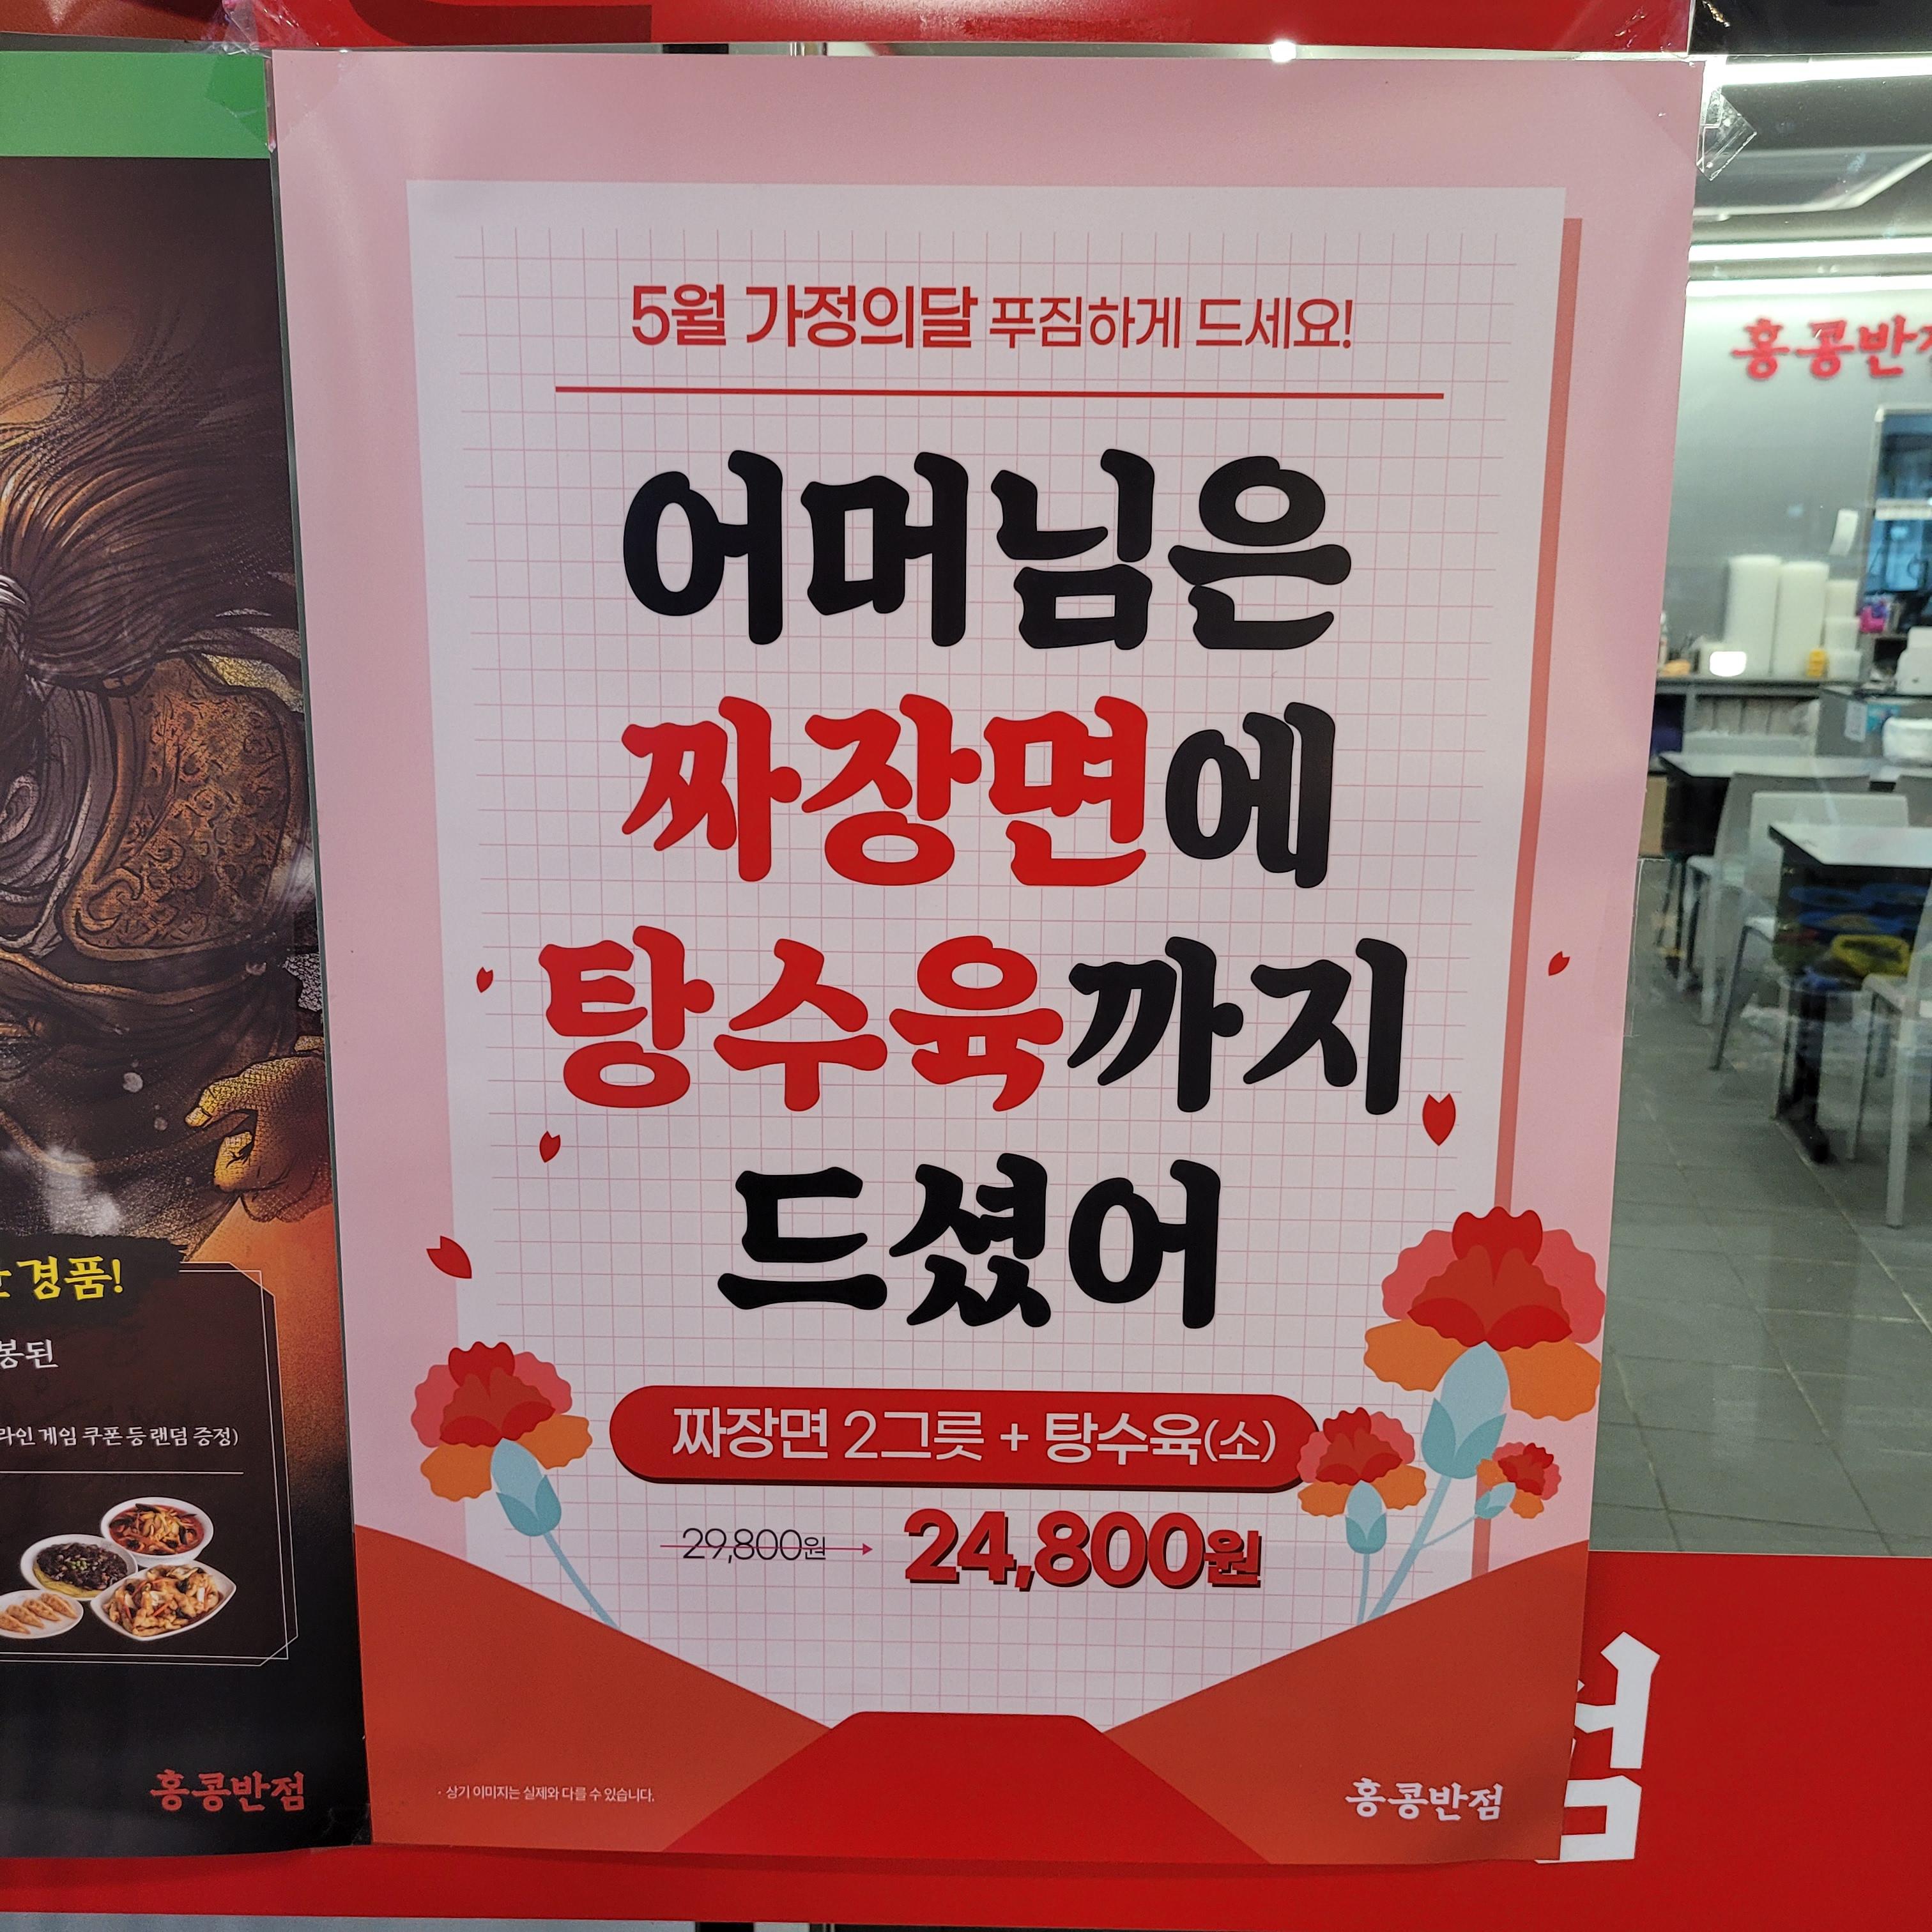 5월 가정의달 푸짐하게 드세요!
어머님은
짜장면에
탕수육까지
드셨어
짜장면 2그릇 + 탕수육(소)
29,800원 24,800원
· 상기 이미지는 실제와 다를 수 있습니다.
홍콩반점
경품!
봉된
라인 게임 쿠폰 등 랜덤 증정)
홍콩반점
홍콩반점
점